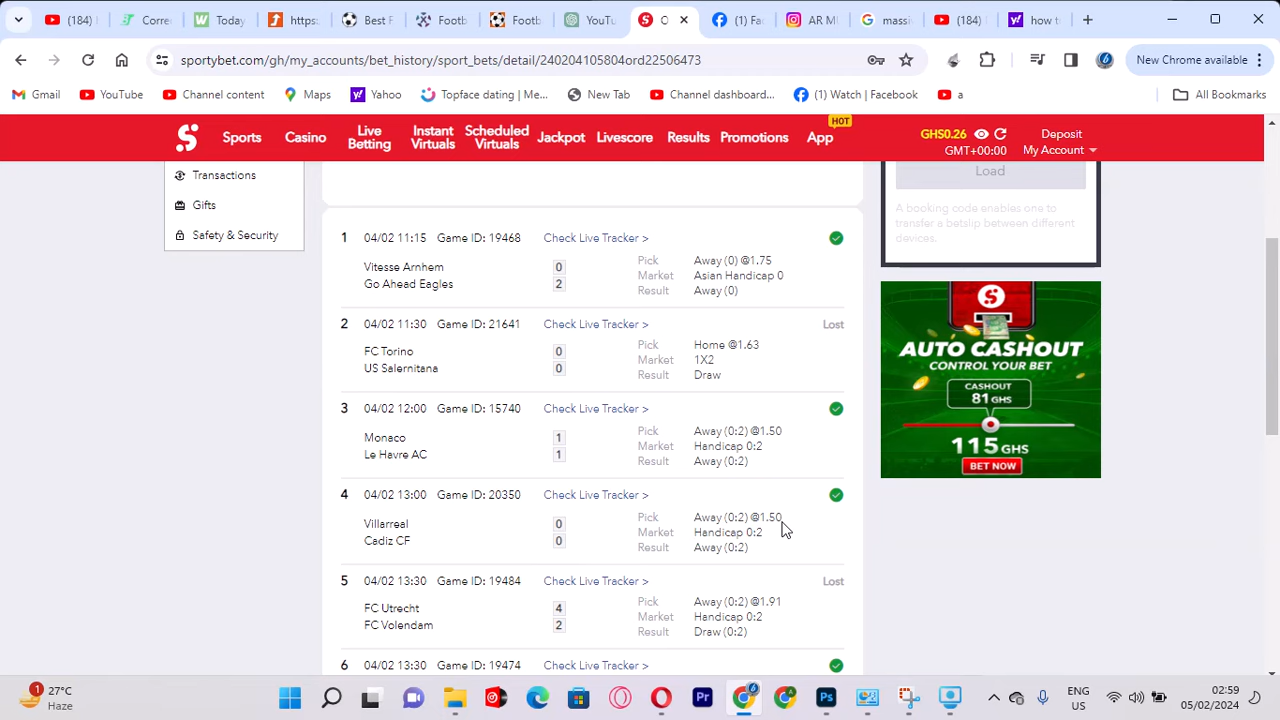 (184)
Corre
Today
https:
Best F
Footb
Footb
YouTu
(1) Fa
AR MI
massi
(184)
how t
sportybet.com/gh/my_accounts/bet_history/sport_bets/detail/240204105804ord22506473
New Chrome available
Gmail
YouTube
Channel content
Maps
Yahoo
Topface dating | Me...
New Tab
Channel dashboard...
(1) Watch | Facebook
a
All Bookmarks
Sports
Casino
Live
Betting
Instant
Virtuals
Scheduled
Virtuals
Jackpot
Livescore
Results
Promotions
App
HOT
GHS0.26
GMT+00:00
Deposit
My Account
Transactions
Gifts
Safety & Security
Load
A booking code enables one to
transfer a betslip between different
devices.
1 04/02 11:15 Game ID: 19468 Check Live Tracker >
Vitesse Arnhem 0
Go Ahead Eagles 2
Pick Away (0) @1.75
Market Asian Handicap 0
Result Away (0)
2 04/02 11:30 Game ID: 21641 Check Live Tracker > Lost
FC Torino 0
US Salernitana 0
Pick Home @1.63
Market 1X2
Result Draw
3 04/02 12:00 Game ID: 15740 Check Live Tracker >
Monaco 1
Le Havre AC 1
Pick Away (0:2) @1.50
Market Handicap 0:2
Result Away (0:2)
4 04/02 13:00 Game ID: 20350 Check Live Tracker >
Villarreal 0
Cadiz CF 0
Pick Away (0:2) @1.50
Market Handicap 0:2
Result Away (0:2)
5 04/02 13:30 Game ID: 19484 Check Live Tracker > Lost
FC Utrecht 4
FC Volendam 2
Pick Away (0:2) @1.91
Market Handicap 0:2
Result Draw (0:2)
6 04/02 13:30 Game ID: 19474 Check Live Tracker >
AUTO CASHOUT
CONTROL YOUR BET
CASHOUT
81 GHS
115 GHS
BET NOW
1
27°C
Haze
Pr
6
Ps
ENG
US
02:59
05/02/2024